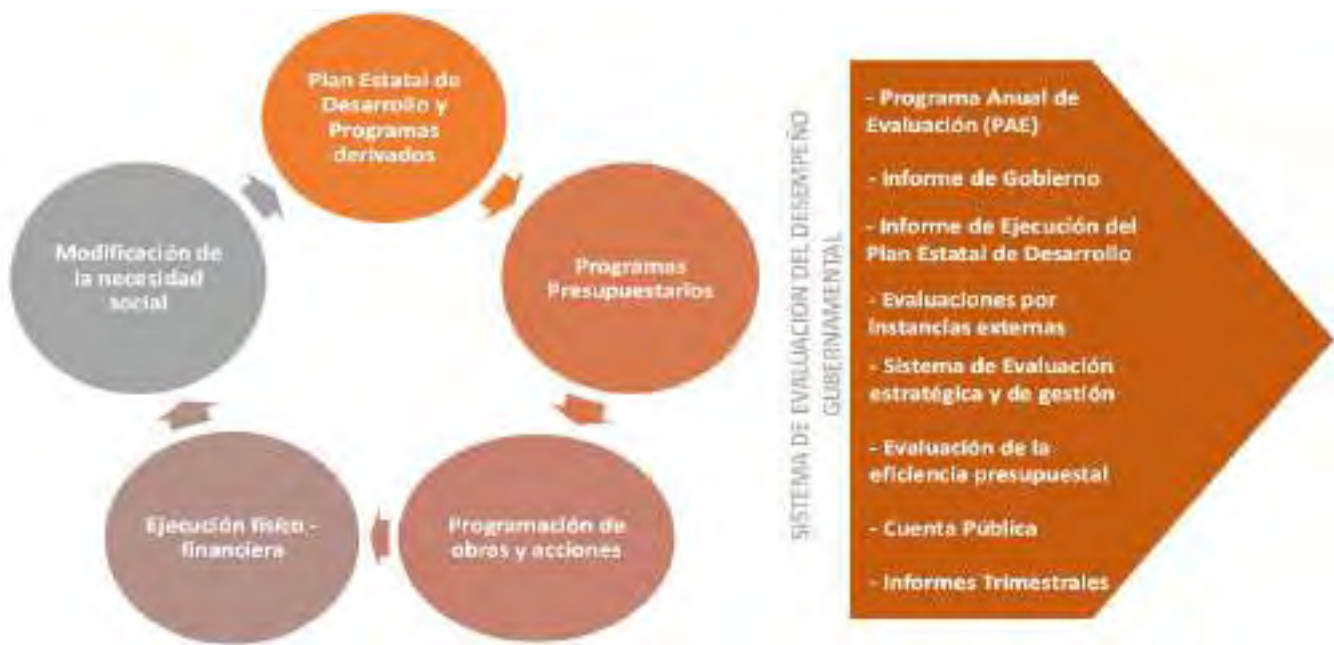 Plan Estatal de
Desarrollo y
Programas
derivados
Programas
Presupuestarios
Programación de
obras y acciones
Ejecución físico -
financiera
Modificación de
la necesidad
social
SISTEMA DE EVALUACIÓN DEL DESEMPEÑO
GUBERNAMENTAL
- Programa Anual de
Evaluación (PAE)
- Informe de Gobierno
- Informe de Ejecución del
Plan Estatal de Desarrollo
- Evaluaciones por
instancias externas
- Sistema de Evaluación
estratégica y de gestión
- Evaluación de la
eficiencia presupuestal
- Cuenta Pública
- Informes Trimestrales